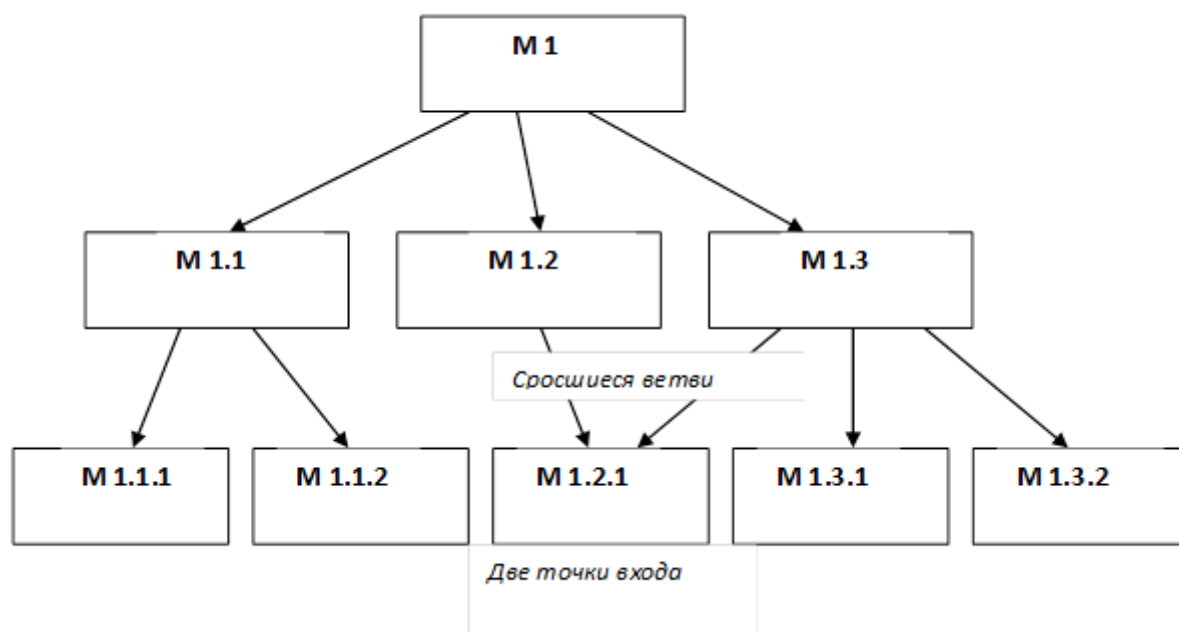 М 1
М 1.1
М 1.2
М 1.3
Сросшиеся ветви
М 1.1.1
М 1.1.2
М 1.2.1
М 1.3.1
М 1.3.2
Две точки входа